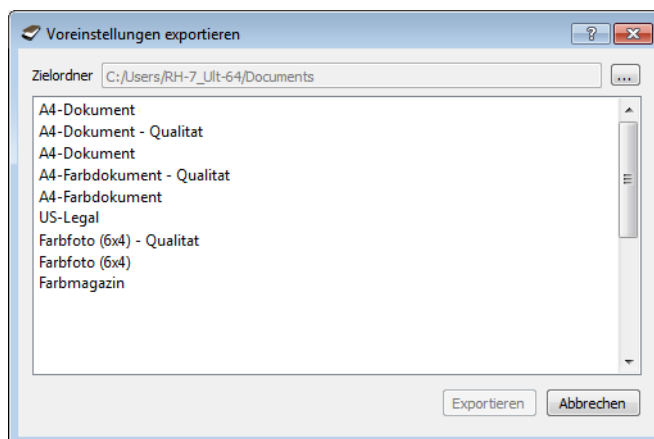 Voreinstellungen exportieren
Zielordner C:/Users/RH-7_Ult-64/Documents ...
A4-Dokument
A4-Dokument - Qualitat
A4-Dokument
A4-Farbdokument - Qualitat
A4-Farbdokument
US-Legal
Farbfoto (6x4) - Qualitat
Farbfoto (6x4)
Farbmagazin
Exportieren Abbrechen